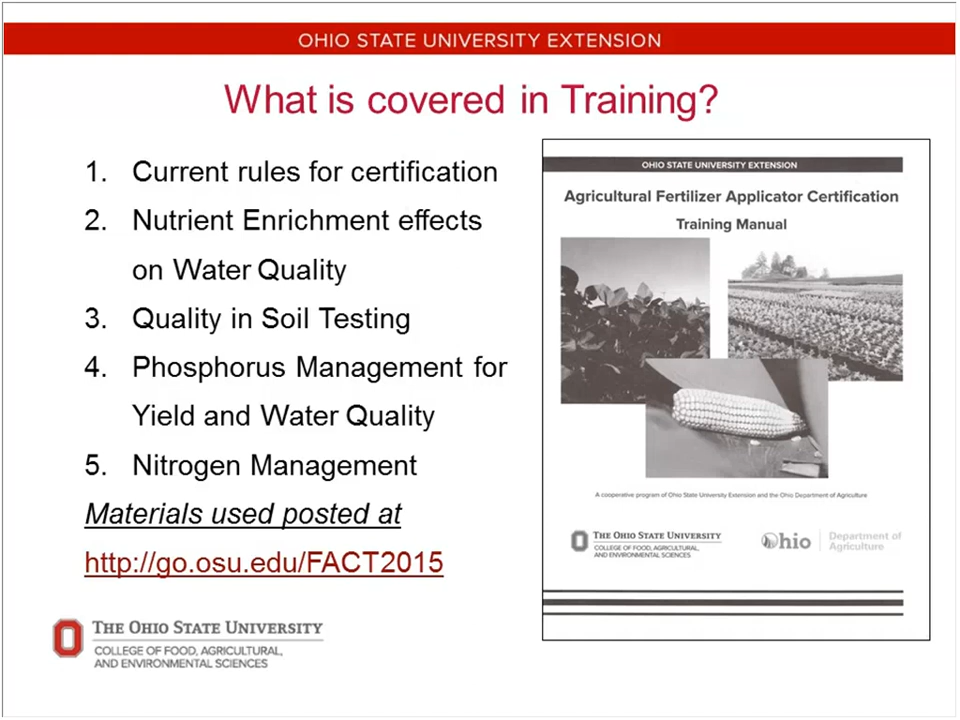 OHIO STATE UNIVERSITY EXTENSION
What is covered in Training?
1. Current rules for certification
2. Nutrient Enrichment effects
on Water Quality
3. Quality in Soil Testing
4. Phosphorus Management for
Yield and Water Quality
5. Nitrogen Management
Materials used posted at
http://go.osu.edu/FACT2015
THE OHIO STATE UNIVERSITY
COLLEGE OF FOOD, AGRICULTURAL,
AND ENVIRONMENTAL SCIENCES
OHIO STATE UNIVERSITY EXTENSION
Agricultural Fertilizer Applicator Certification
Training Manual
A cooperative program of Ohio State University Extension and the Ohio Department of Agriculture
THE OHIO STATE UNIVERSITY
COLLEGE OF FOOD, AGRICULTURAL,
AND ENVIRONMENTAL SCIENCES
Ohio
Department of
Agriculture